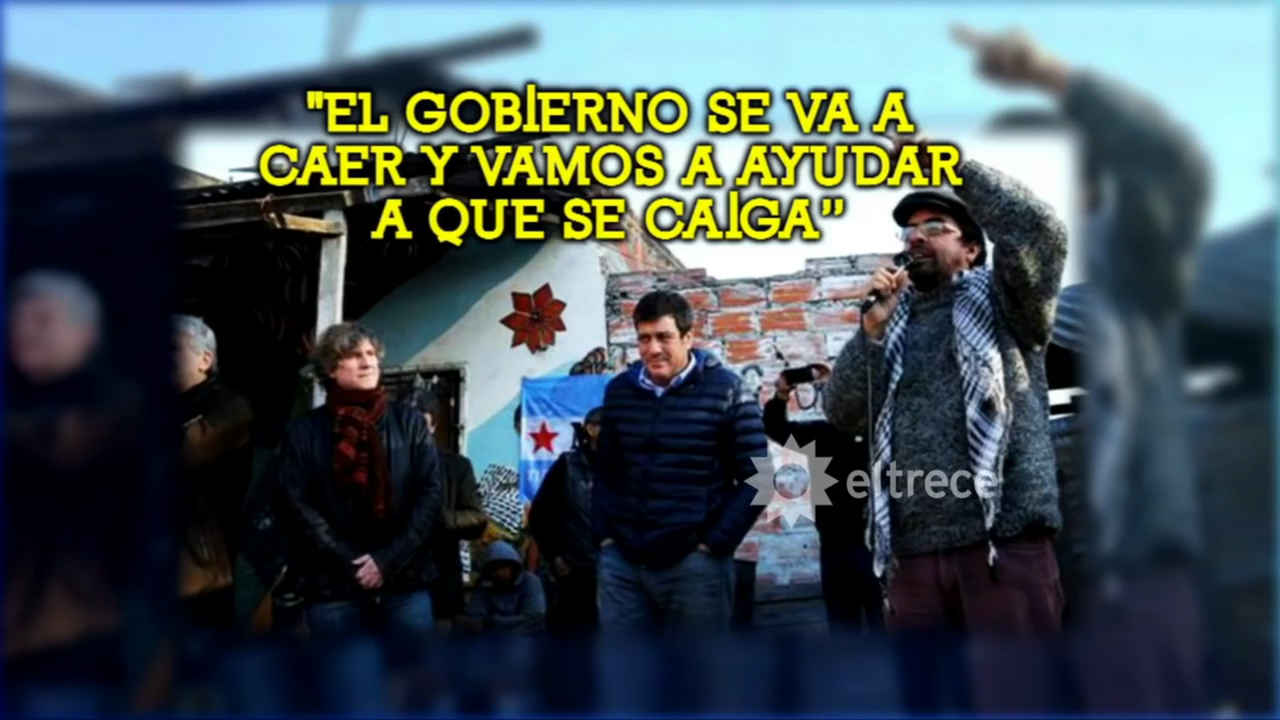 "EL GOBIERNO SE VA A
CAER Y VAMOS A AYUDAR
A QUE SE CAIGA”
eltrece